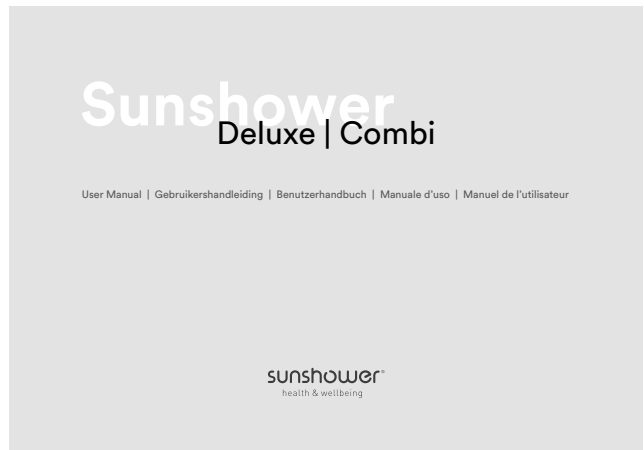 Sunshower
Deluxe | Combi
User Manual | Gebruikershandleiding | Benutzerhandbuch | Manuale d'uso | Manuel de l'utilisateur
sunshower®
health & wellbeing